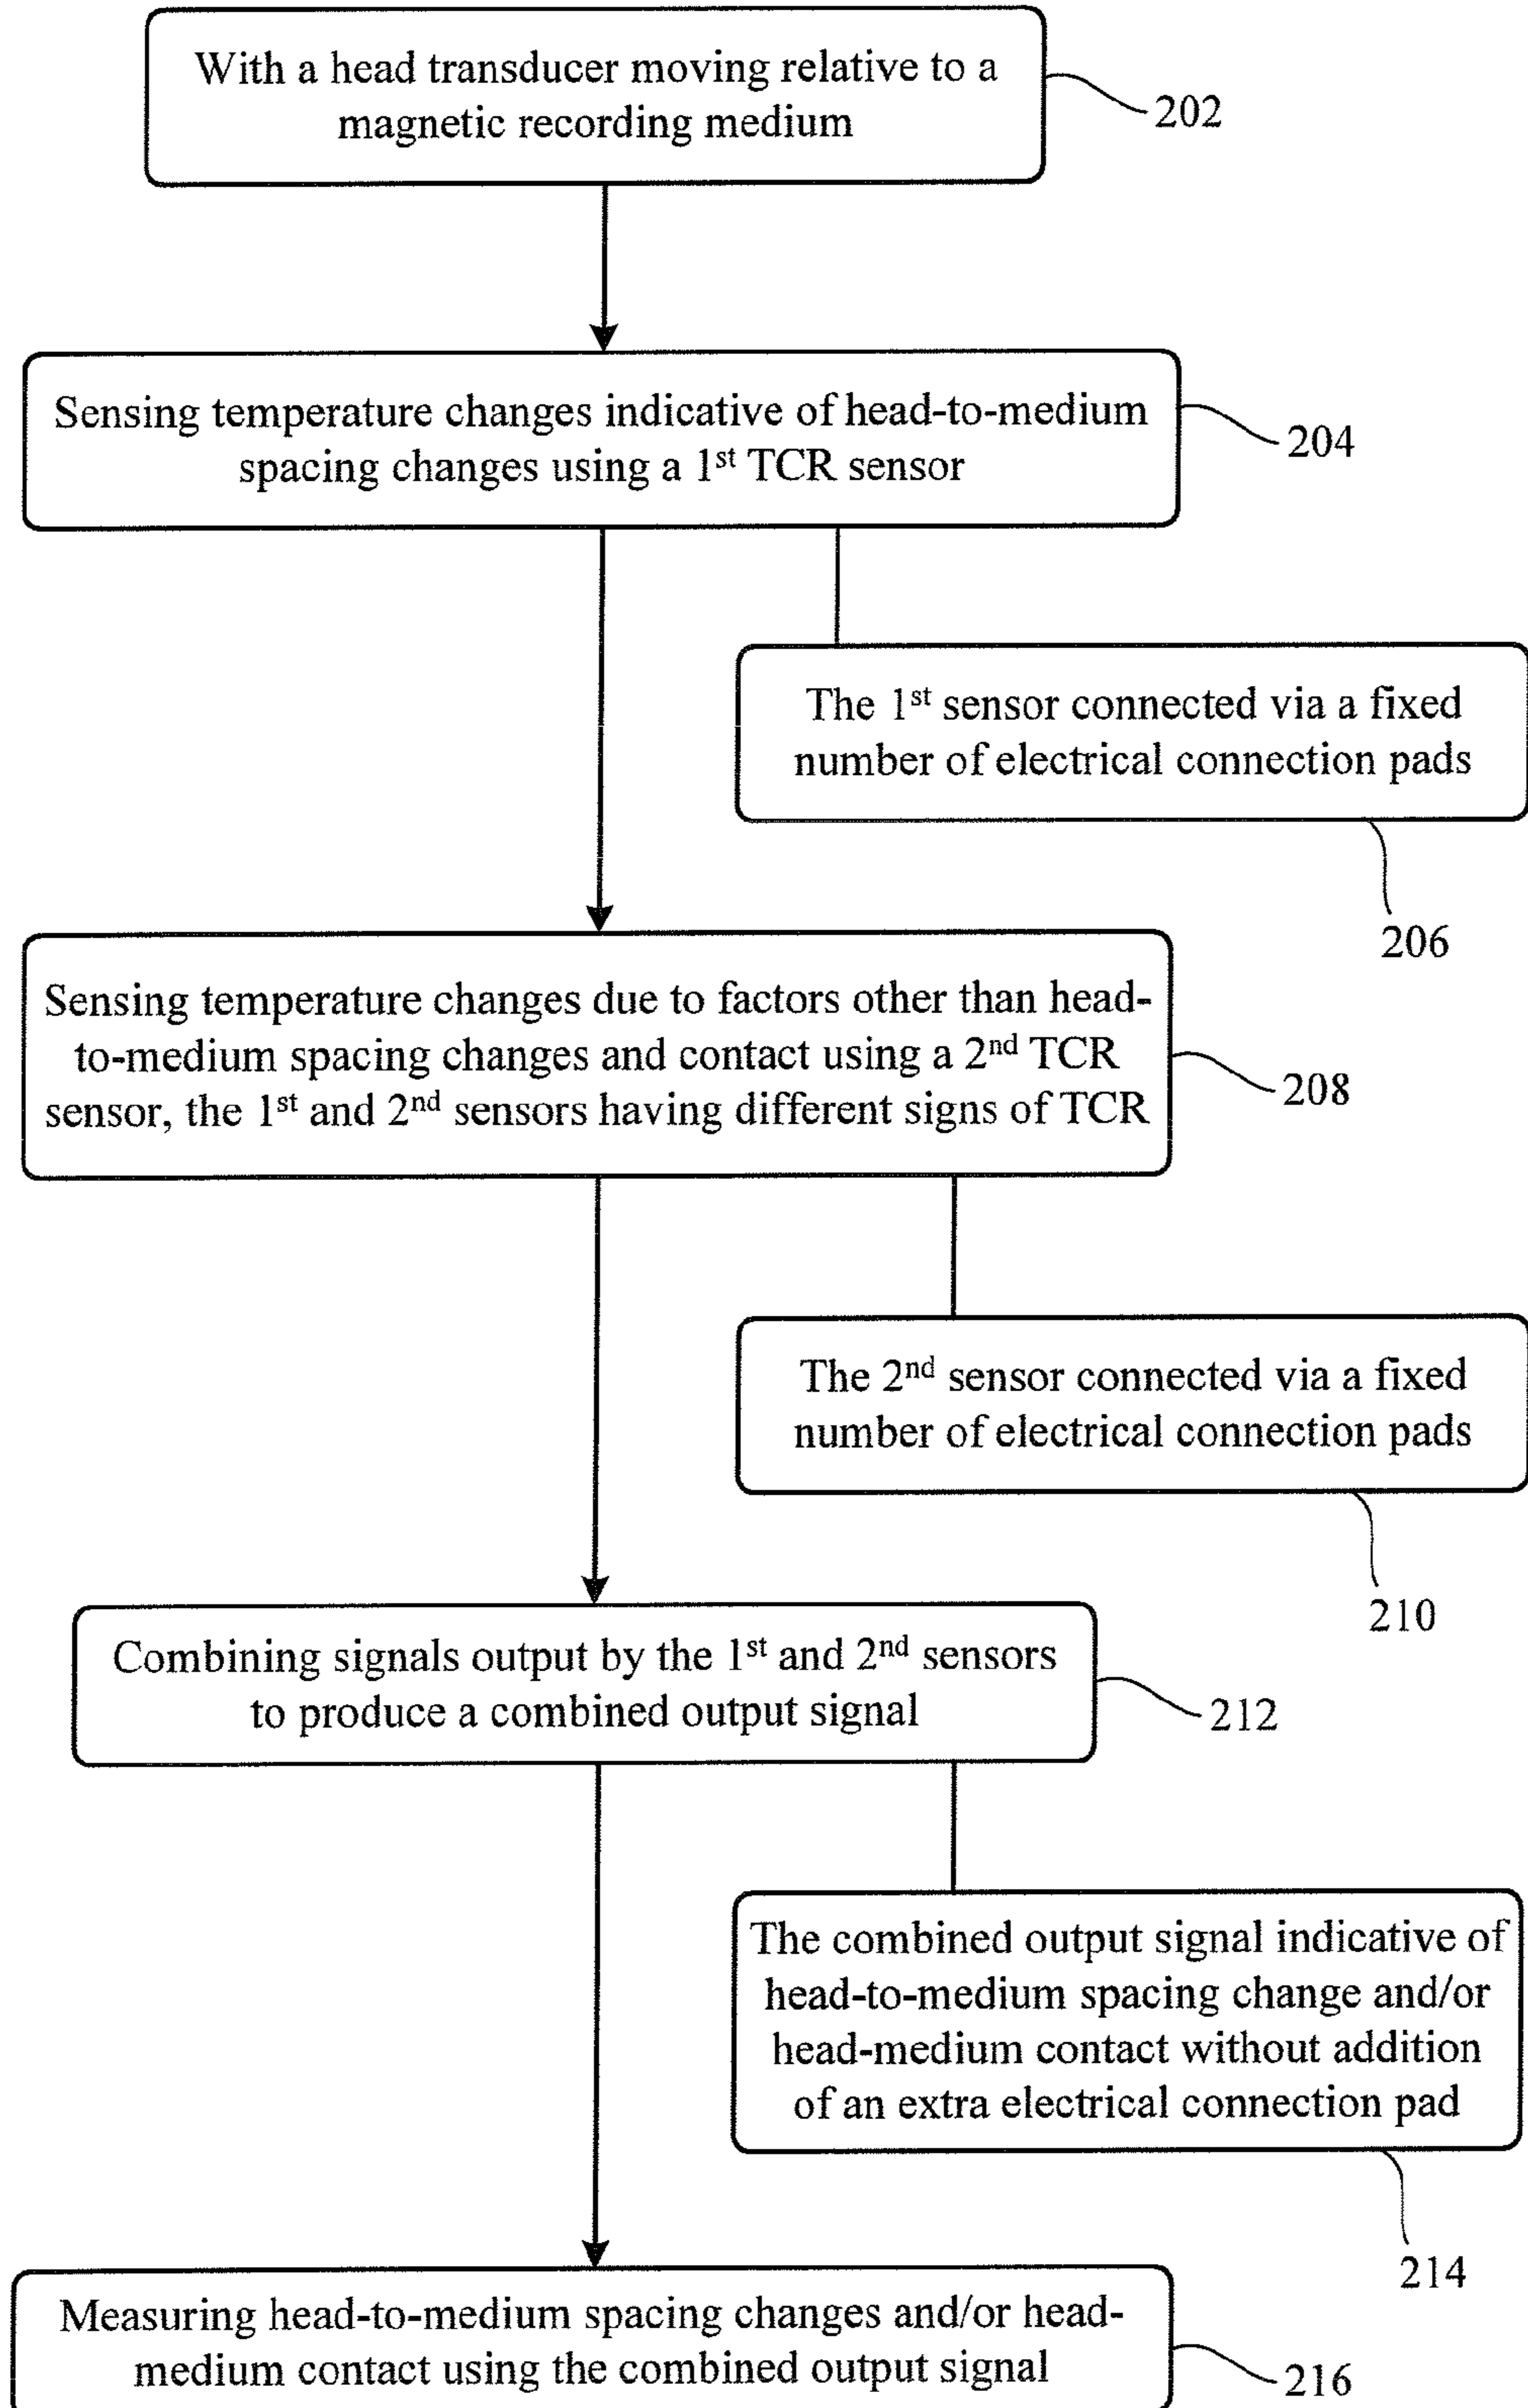 With a head transducer moving relative to a
magnetic recording medium
202
Sensing temperature changes indicative of head-to-medium
spacing changes using a 1st TCR sensor
204
The 1st sensor connected via a fixed
number of electrical connection pads
206
Sensing temperature changes due to factors other than head-
to-medium spacing changes and contact using a 2nd TCR
sensor, the 1st and 2nd sensors having different signs of TCR
208
The 2nd sensor connected via a fixed
number of electrical connection pads
210
Combining signals output by the 1st and 2nd sensors
to produce a combined output signal
212
The combined output signal indicative of
head-to-medium spacing change and/or
head-medium contact without addition
of an extra electrical connection pad
214
Measuring head-to-medium spacing changes and/or head-
medium contact using the combined output signal
216